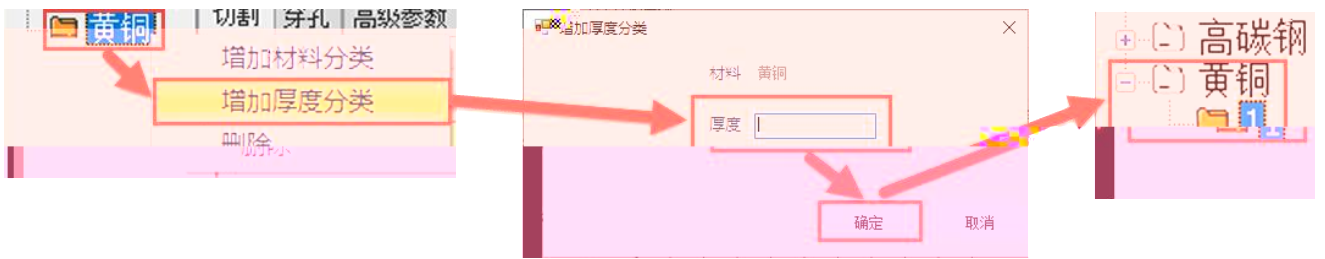 黄铜
切割 穿孔 高级参数
增加材料分类
增加厚度分类
删除
增加厚度分类
材料 黄铜
厚度
确定 取消
高碳钢
黄铜
1